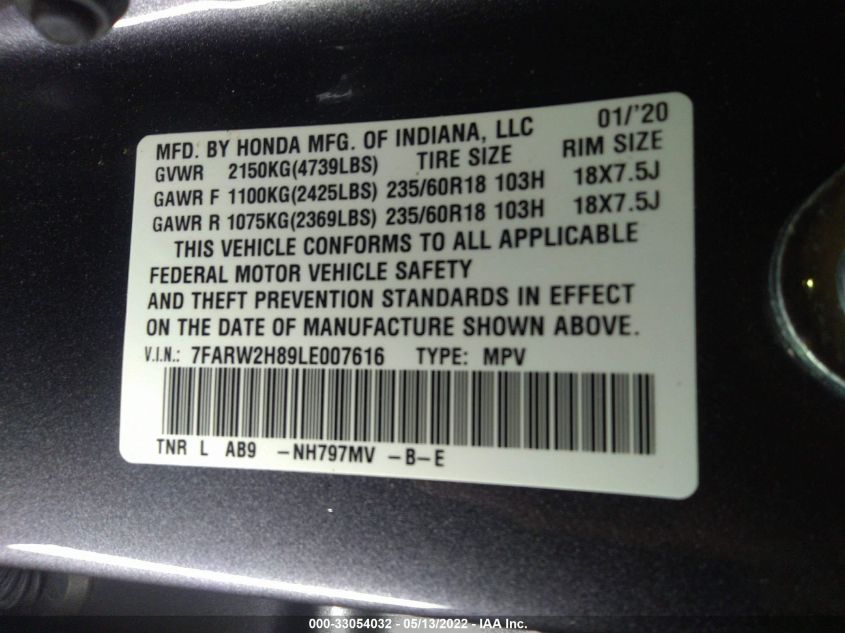 MFD. BY HONDA MFG. OF INDIANA, LLC 01/'20
GVWR 2150KG(4739LBS) TIRE SIZE RIM SIZE
GAWR F 1100KG(2425LBS) 235/60R18 103H 18X7.5J
GAWR R 1075KG(2369LBS) 235/60R18 103H 18X7.5J
THIS VEHICLE CONFORMS TO ALL APPLICABLE
FEDERAL MOTOR VEHICLE SAFETY
AND THEFT PREVENTION STANDARDS IN EFFECT
ON THE DATE OF MANUFACTURE SHOWN ABOVE.
V.I.N.: 7FARW2H89LE007616 TYPE: MPV
TNR L AB9 -NH797MV -B-E
000-33054032 - 05/13/2022 - IAA Inc.